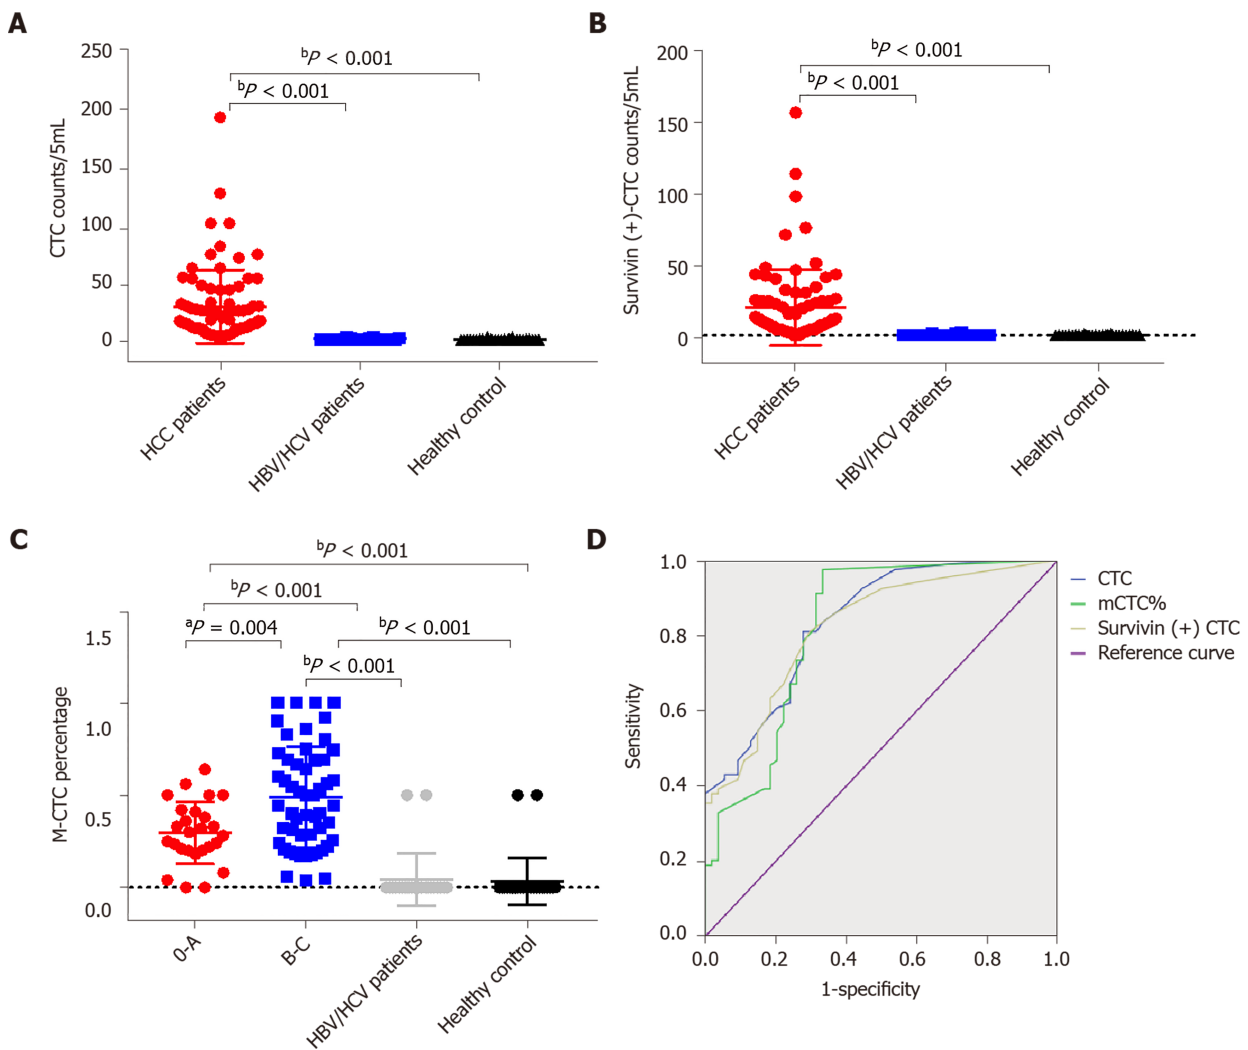 A
250
200
150
100
50
0
CTC counts/5mL
bP < 0.001
bP < 0.001
HCC patients
HBV/HCV patients
Healthy control
B
200
150
100
50
0
Survivin (+)-CTC counts/5mL
bP < 0.001
bP < 0.001
HCC patients
HBV/HCV patients
Healthy control
C
bP < 0.001
bP < 0.001
aP = 0.004
bP < 0.001
bP < 0.001
1.5
1.0
0.5
0.0
M-CTC percentage
0-A
B-C
HBV/HCV patients
Healthy control
D
1.0
0.8
0.6
0.4
0.2
0.0
Sensitivity
0.0 0.2 0.4 0.6 0.8 1.0
1-specificity
CTC
mCTC%
Survivin (+) CTC
Reference curve